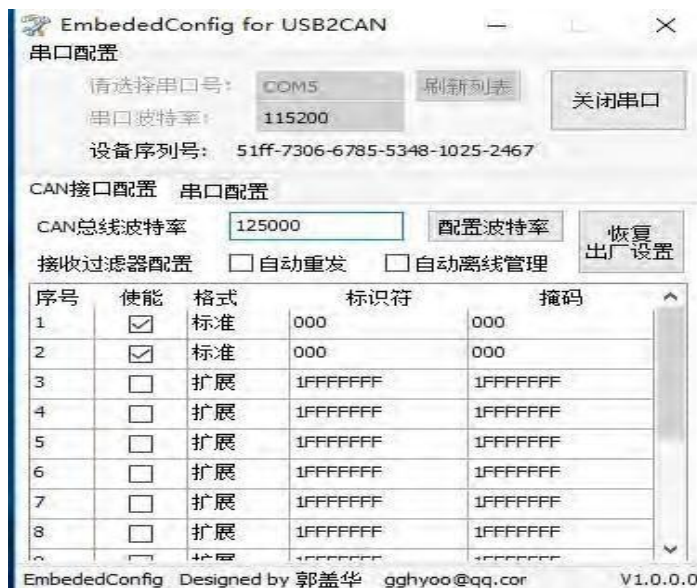 EmbededConfig for USB2CAN
串口配置
请选择串口号: COM5 刷新列表 关闭串口
串口波特率: 115200
设备序列号: 51ff-7306-6785-5348-1025-2467
CAN接口配置 串口配置
CAN总线波特率 125000 配置波特率 恢复出厂设置
接收过滤器配置 自动重发 自动离线管理
序号 使能 格式 标识符 掩码
1 标准 000 000
2 标准 000 000
3 扩展 1FFFFFFF 1FFFFFFF
4 扩展 1FFFFFFF 1FFFFFFF
5 扩展 1FFFFFFF 1FFFFFFF
6 扩展 1FFFFFFF 1FFFFFFF
7 扩展 1FFFFFFF 1FFFFFFF
8 扩展 1FFFFFFF 1FFFFFFF
EmbededConfig Designed by 郭盖华 gghyoo@qq.cor V1.0.0.0